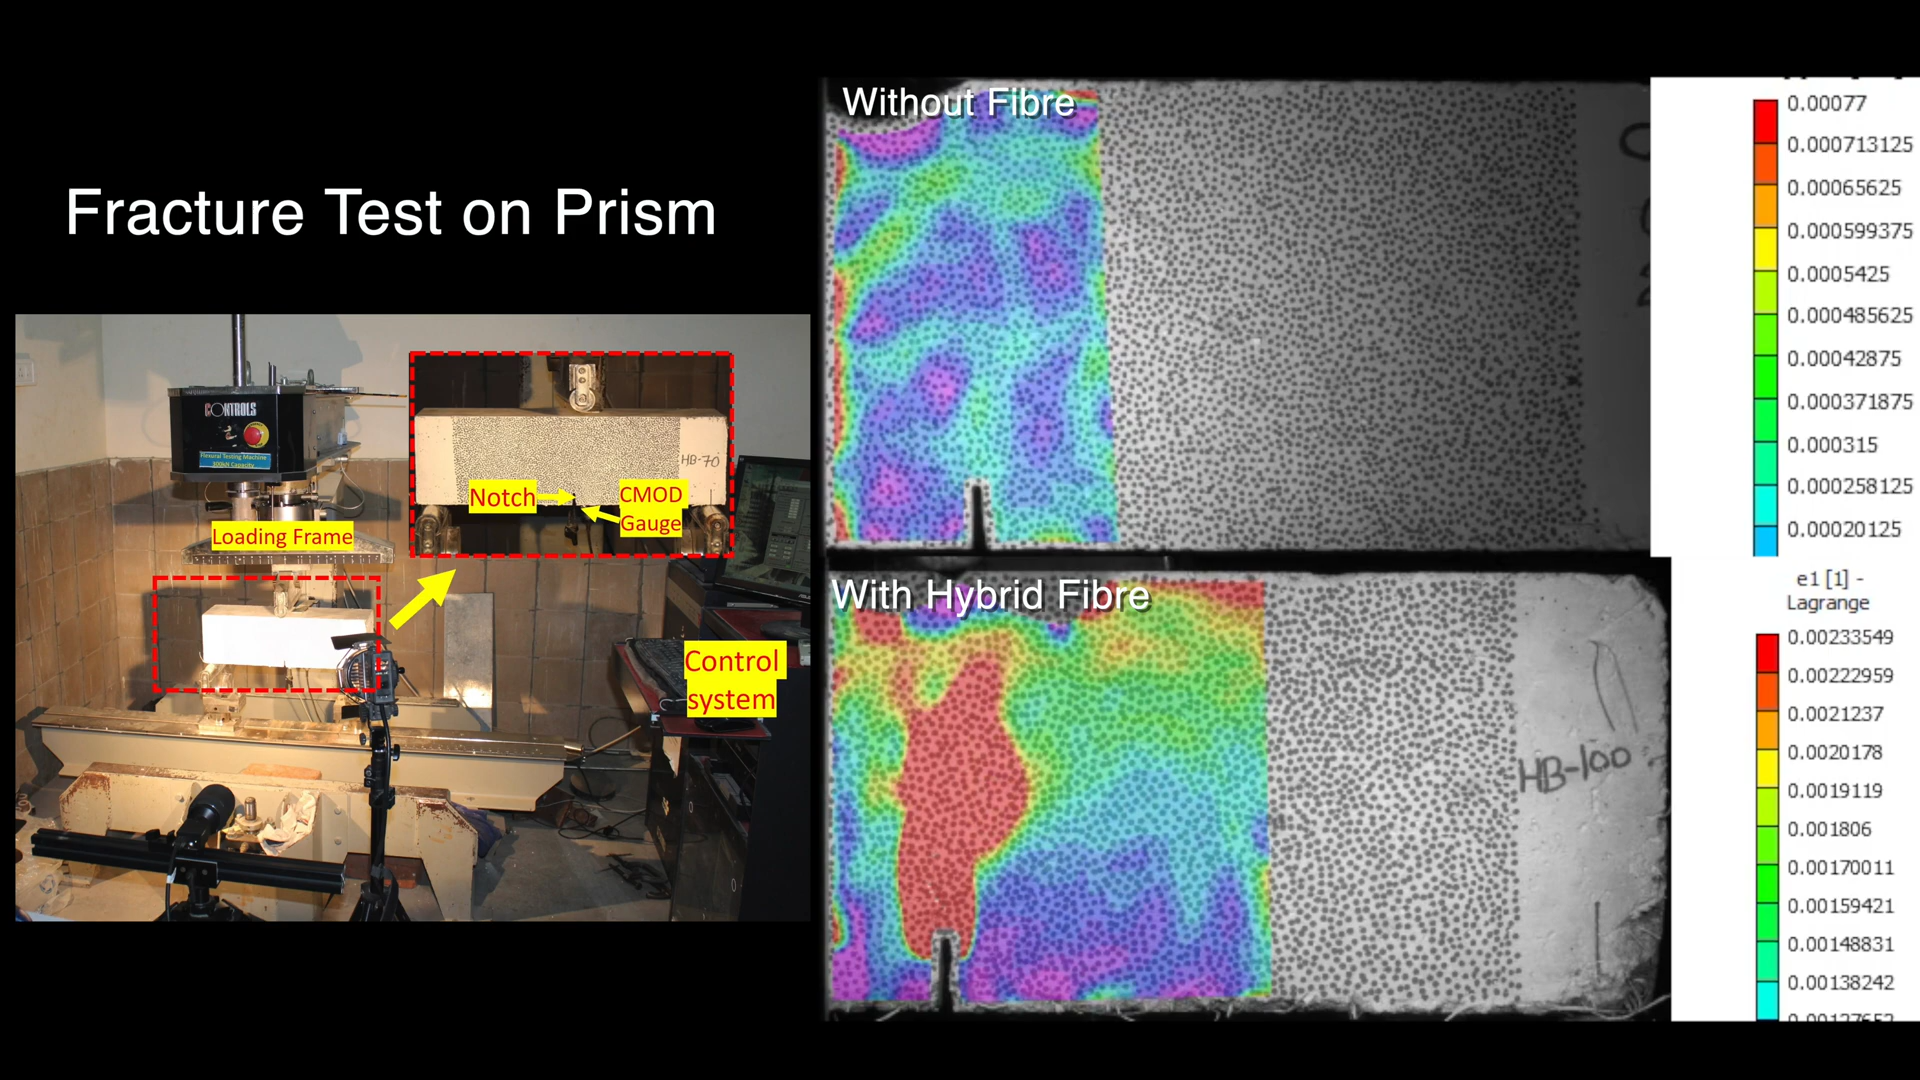 Fracture Test on Prism
CONTROLS
Flexural Testing Machine
Loading Frame
HB-70
Notch
CMOD
Gauge
Control
system
Without Fibre
0.00077
0.000713125
0.00065625
0.000599375
0.0005425
0.000485625
0.00042875
0.000371875
0.000315
0.000258125
0.00020125
With Hybrid Fibre
HB-100
e1 [1] -
Lagrange
0.00233549
0.00222959
0.0021237
0.0020178
0.0019119
0.001806
0.00170011
0.00159421
0.00148831
0.00138242